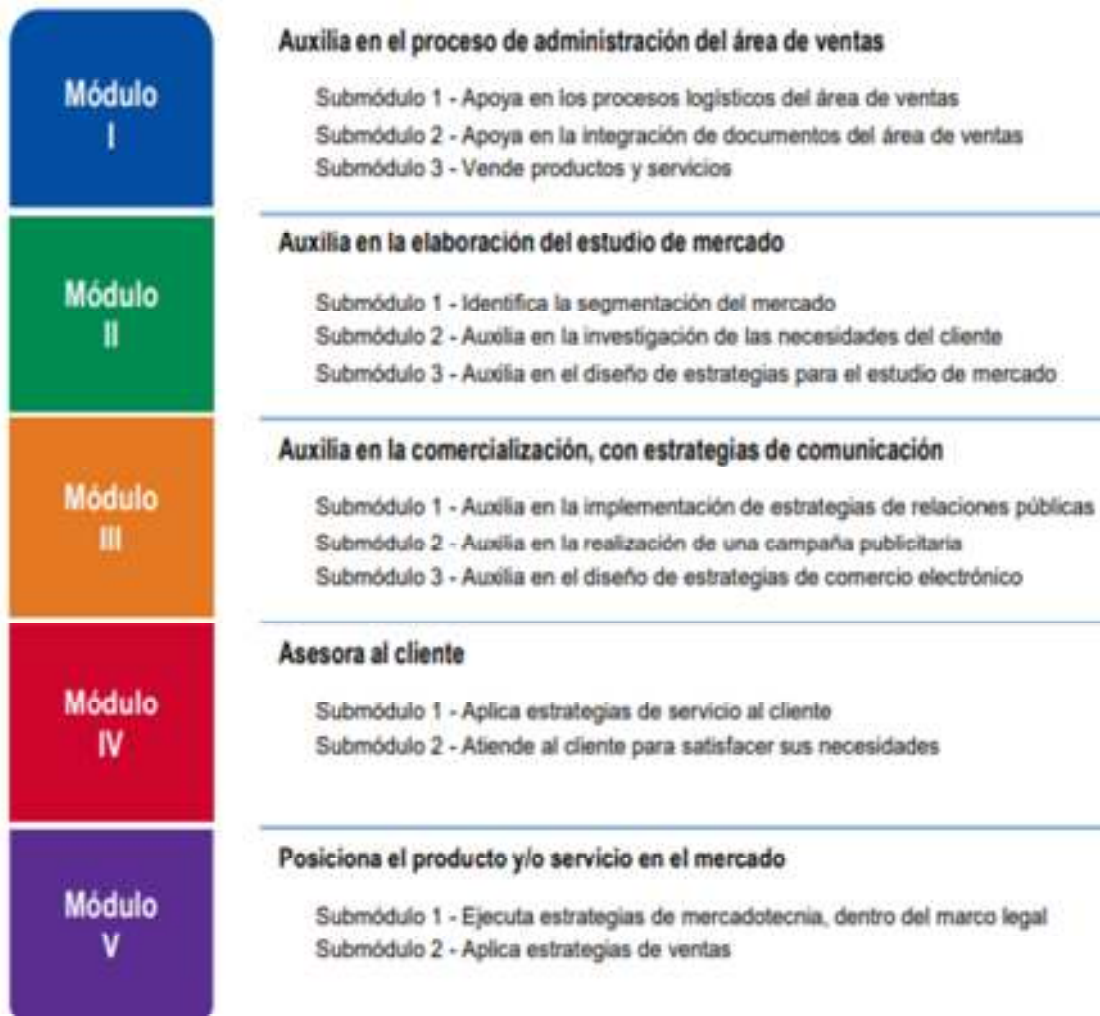 Módulo
I
Auxilia en el proceso de administración del área de ventas
Submódulo 1 - Apoya en los procesos logísticos del área de ventas
Submódulo 2 - Apoya en la integración de documentos del área de ventas
Submódulo 3 - Vende productos y servicios
Módulo
II
Auxilia en la elaboración del estudio de mercado
Submódulo 1 - Identifica la segmentación del mercado
Submódulo 2 - Auxilia en la investigación de las necesidades del cliente
Submódulo 3 - Auxilia en el diseño de estrategias para el estudio de mercado
Módulo
III
Auxilia en la comercialización, con estrategias de comunicación
Submódulo 1 - Auxilia en la implementación de estrategias de relaciones públicas
Submódulo 2 - Auxilia en la realización de una campaña publicitaria
Submódulo 3 - Auxilia en el diseño de estrategias de comercio electrónico
Módulo
IV
Asesora al cliente
Submódulo 1 - Aplica estrategias de servicio al cliente
Submódulo 2 - Atiende al cliente para satisfacer sus necesidades
Módulo
V
Posiciona el producto y/o servicio en el mercado
Submódulo 1 - Ejecuta estrategias de mercadotecnia, dentro del marco legal
Submódulo 2 - Aplica estrategias de ventas